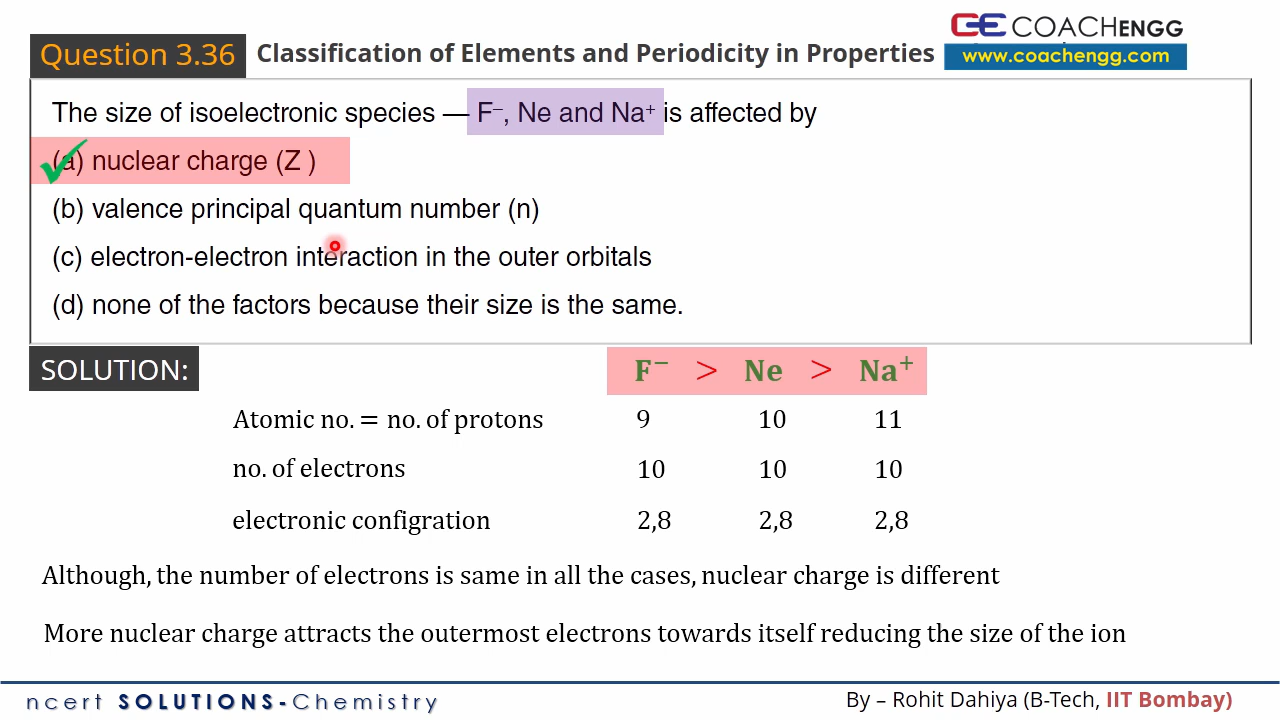 Question 3.36
Classification of Elements and Periodicity in Properties
CE COACHENGG
www.coachengg.com
The size of isoelectronic species — F⁻, Ne and Na⁺ is affected by
(a) nuclear charge (Z )
(b) valence principal quantum number (n)
(c) electron-electron interaction in the outer orbitals
(d) none of the factors because their size is the same.
SOLUTION:
F⁻ > Ne > Na⁺
Atomic no. = no. of protons 9 10 11
no. of electrons 10 10 10
electronic configration 2,8 2,8 2,8
Although, the number of electrons is same in all the cases, nuclear charge is different
More nuclear charge attracts the outermost electrons towards itself reducing the size of the ion
ncert SOLUTIONS-Chemistry
By – Rohit Dahiya (B-Tech, IIT Bombay)